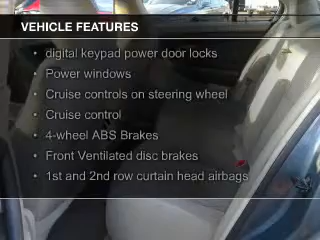 VEHICLE FEATURES
• digital keypad power door locks
• Power windows
• Cruise controls on steering wheel
• Cruise control
• 4-wheel ABS Brakes
• Front Ventilated disc brakes
• 1st and 2nd row curtain head airbags